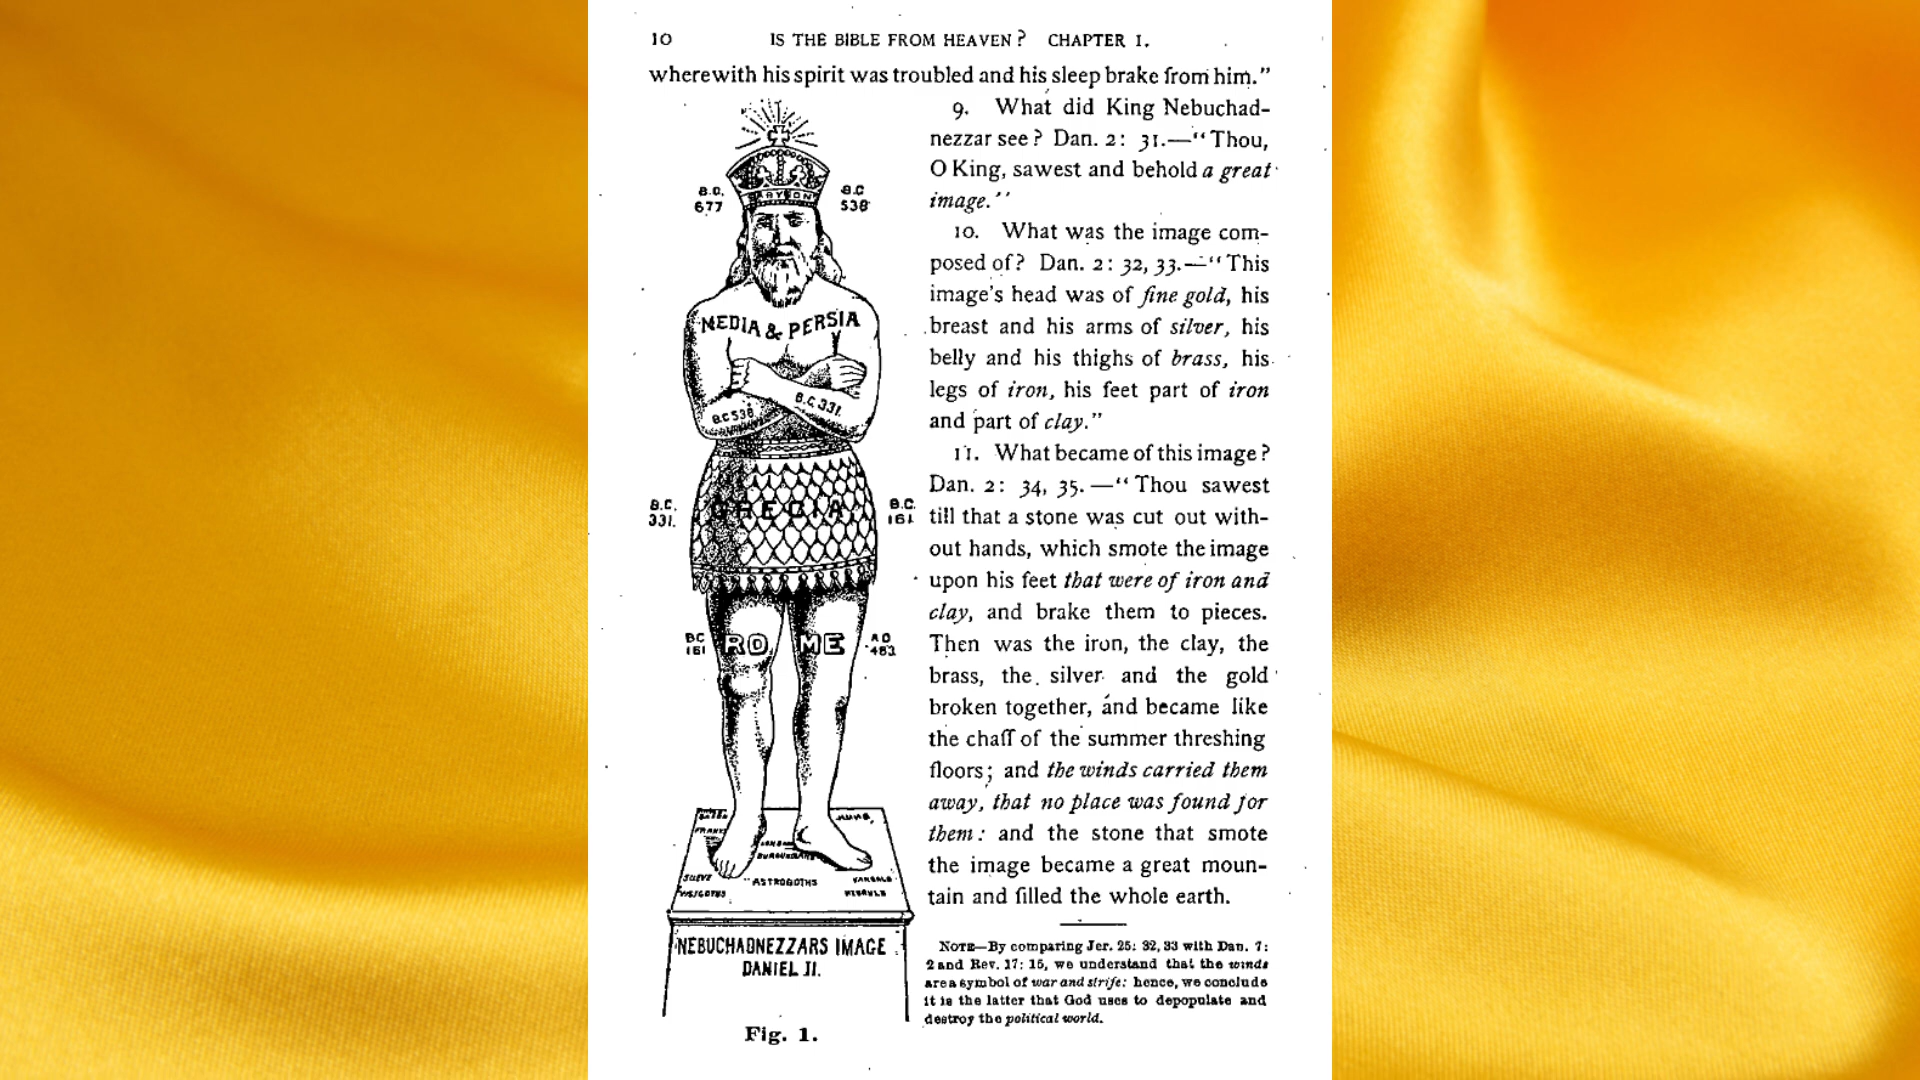 10 IS THE BIBLE FROM HEAVEN? CHAPTER I.
wherewith his spirit was troubled and his sleep brake from him."
9. What did King Nebuchad-
nezzar see? Dan. 2: 31.—"Thou,
O King, sawest and behold a great
image."
10. What was the image com-
posed of? Dan. 2: 32, 33.—"This
image's head was of fine gold, his
breast and his arms of silver, his
belly and his thighs of brass, his
legs of iron, his feet part of iron
and part of clay."
11. What became of this image?
Dan. 2: 34, 35.—"Thou sawest
till that a stone was cut out with-
out hands, which smote the image
upon his feet that were of iron and
clay, and brake them to pieces.
Then was the iron, the clay, the
brass, the silver and the gold
broken together, and became like
the chaff of the summer threshing
floors; and the winds carried them
away, that no place was found for
them: and the stone that smote
the image became a great moun-
tain and filled the whole earth.
NOTE—By comparing Jer. 25: 32, 33 with Dan. 7:
2 and Rev. 17: 15, we understand that the winds
are a symbol of war and strife: hence, we conclude
it is the latter that God uses to depopulate and
destroy the political world.
B.C. 677
B.C 538
BABYLON
MEDIA & PERSIA
B.C 538
B.C. 331.
B.C. 331.
GRECIA
B.C. 161
BC 161
ROME
AD 483
FRANKS
HUNS,
BURGUNDIANS
SUEVE
ASTROGOTHS
VANDALS
VISIGOTHS
HERULS
NEBUCHADNEZZARS IMAGE
DANIEL II.
Fig. 1.